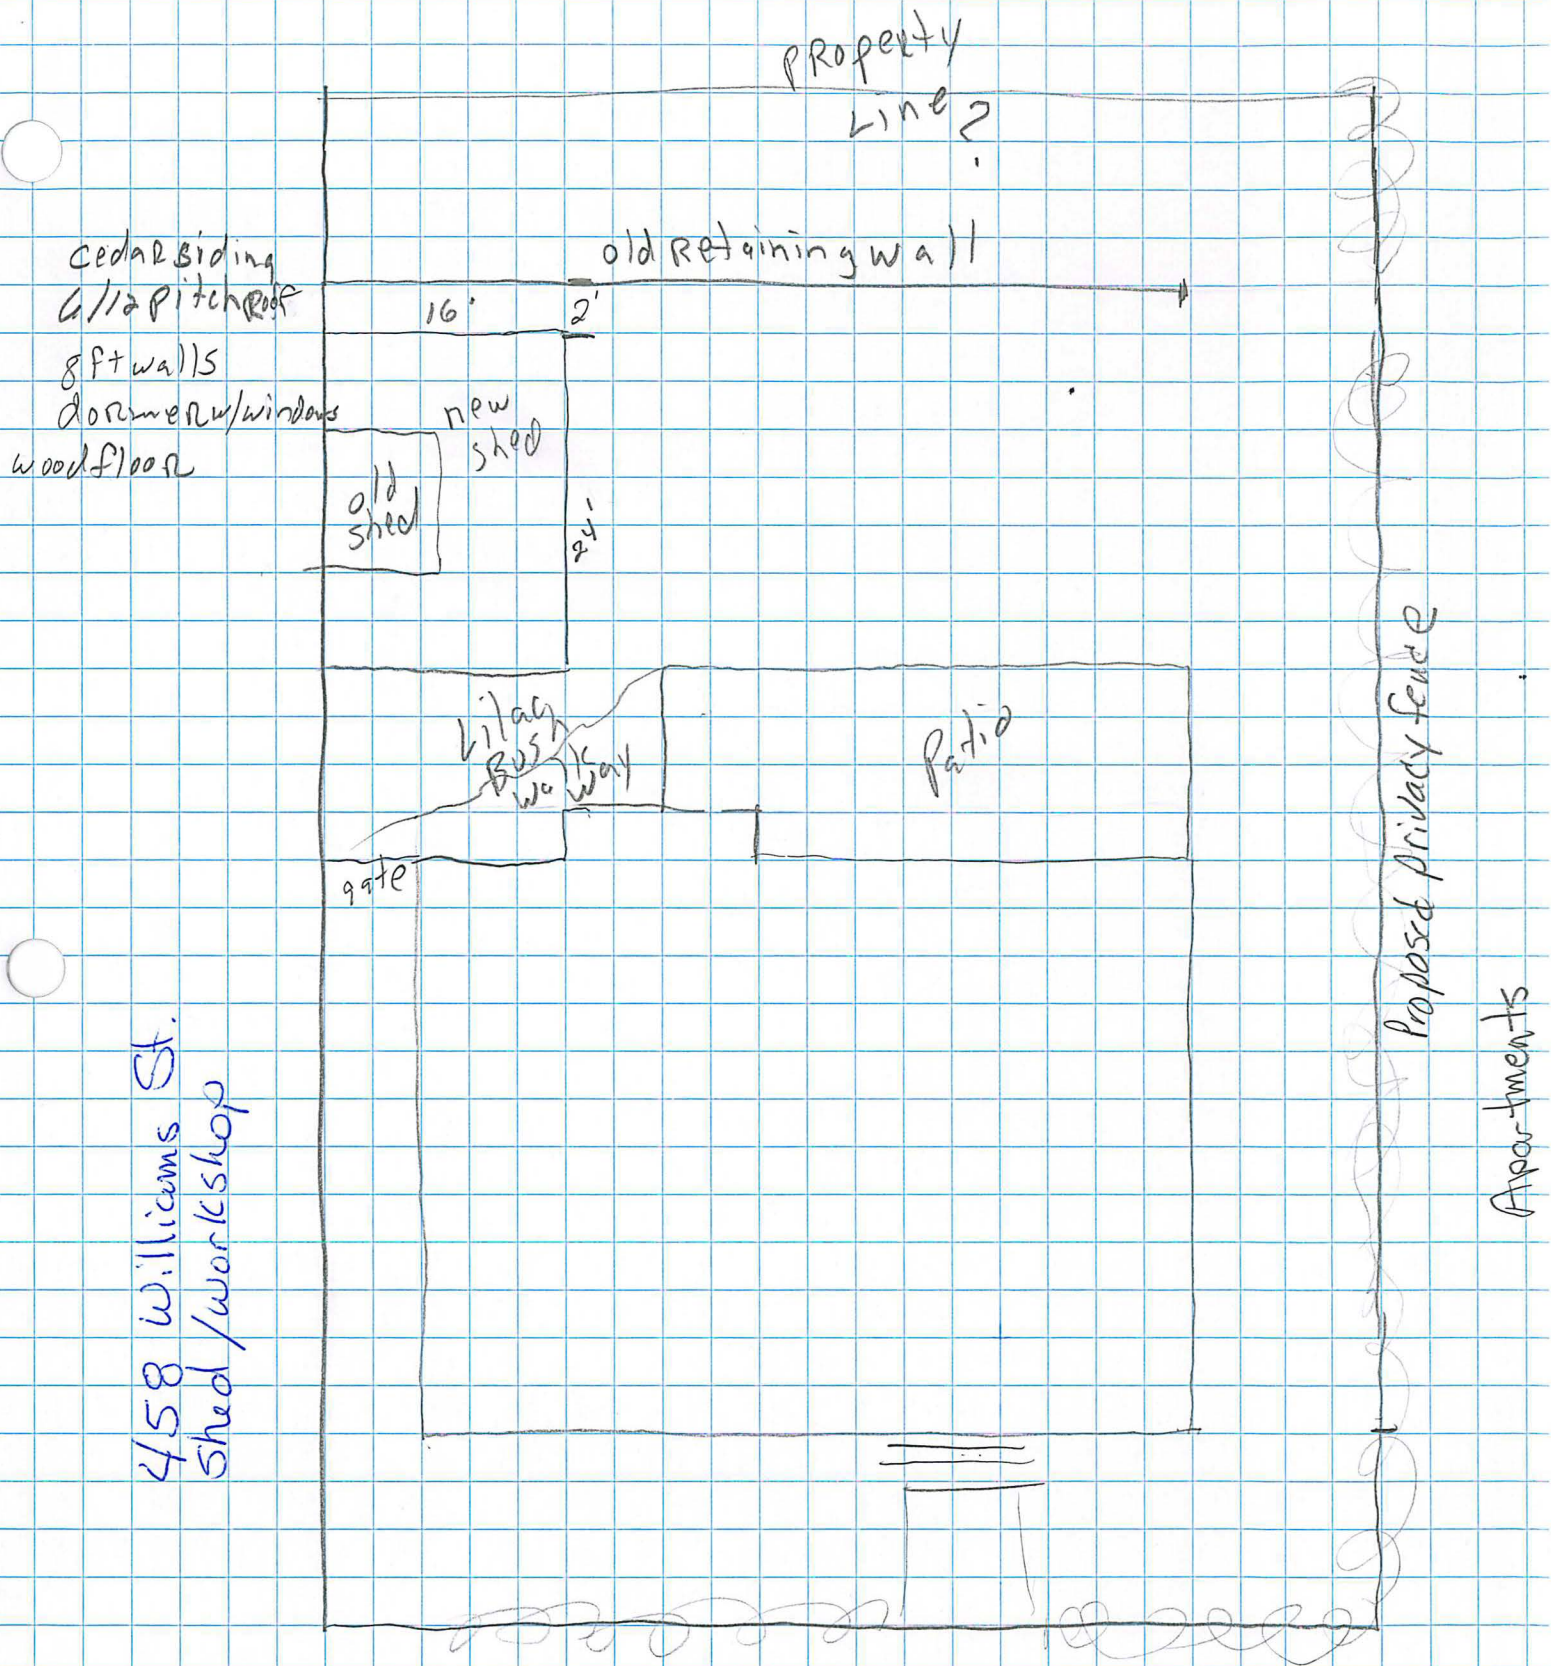 PROPERTY
LINE?
old Retaining wall
cedar siding
6/12 pitch Roof
16'
2'
8ft walls
dormer w/windows
wood floor
new
shed
old
shed
24'
Lilac
Bush
walk
way
Patio
gate
Proposed privacy fence
Apartments
458 Williams St.
Shed/workshop